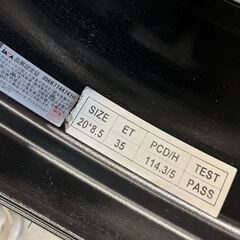 SIZE ET PCD/H TEST
20*8.5 35 114.3/5 PASS